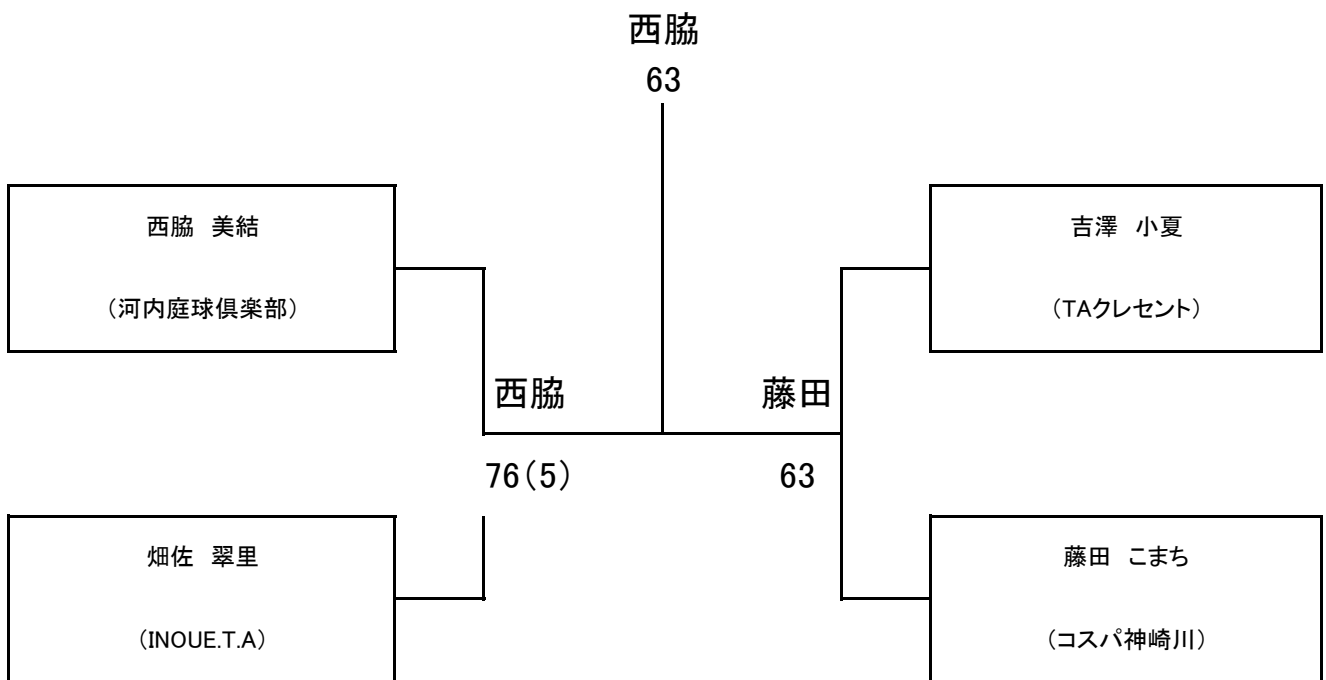 西脇
63
西脇　美結
（河内庭球倶楽部）
吉澤　小夏
（TAクレセント）
西脇
藤田
76(5)
63
畑佐　翠里
（INOUE.T.A）
藤田　こまち
（コスパ神崎川）